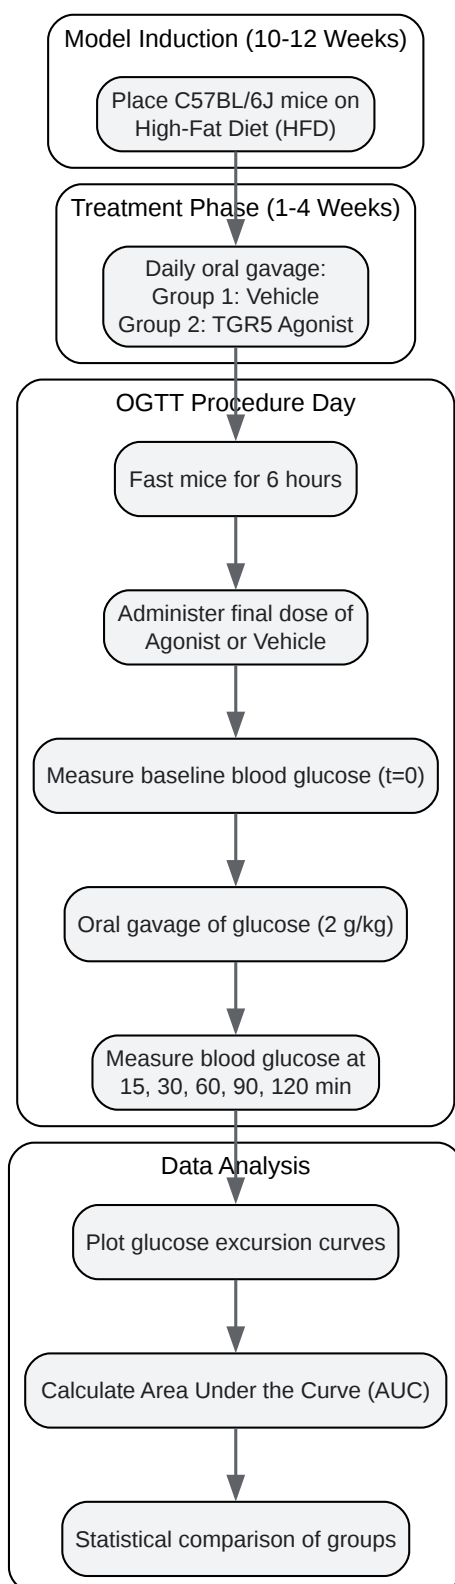 Model Induction (10-12 Weeks)
Place C57BL/6J mice on
High-Fat Diet (HFD)
Treatment Phase (1-4 Weeks)
Daily oral gavage:
Group 1: Vehicle
Group 2: TGR5 Agonist
OGTT Procedure Day
Fast mice for 6 hours
Administer final dose of
Agonist or Vehicle
Measure baseline blood glucose (t=0)
Oral gavage of glucose (2 g/kg)
Measure blood glucose at
15, 30, 60, 90, 120 min
Data Analysis
Plot glucose excursion curves
Calculate Area Under the Curve (AUC)
Statistical comparison of groups